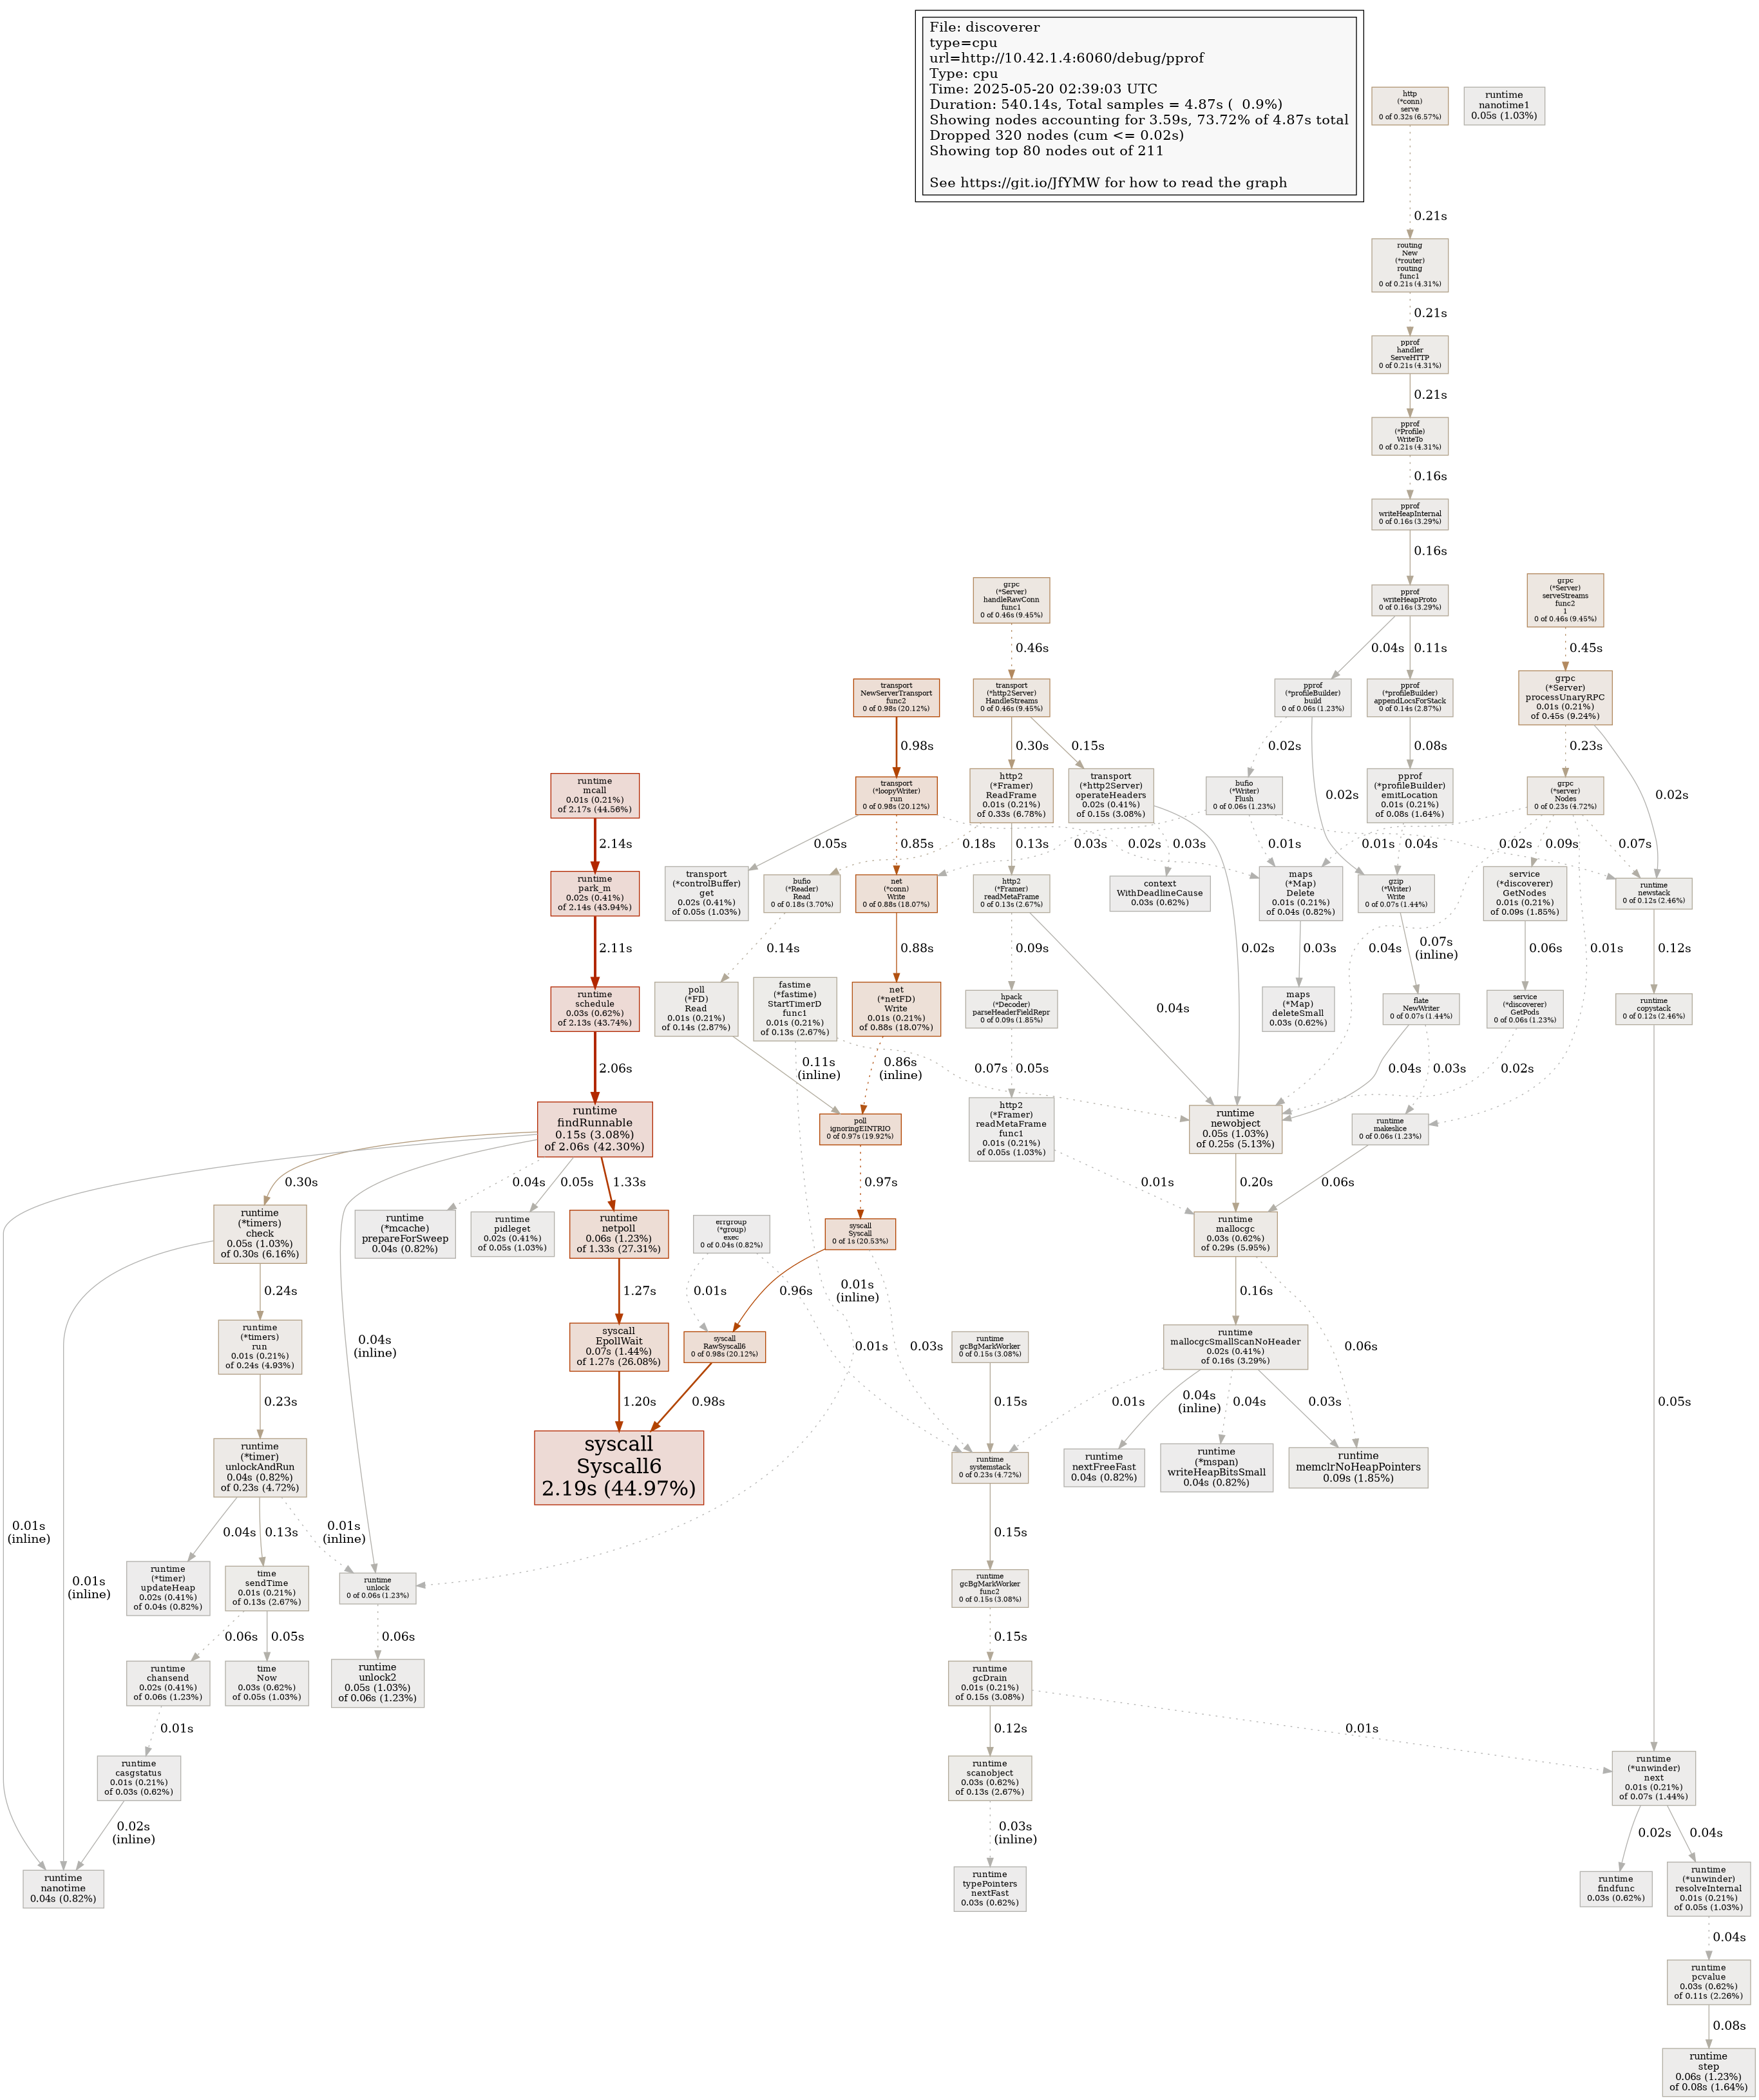 File: discoverer
type=cpu
url=http://10.42.1.4:6060/debug/pprof
Type: cpu
Time: 2025-05-20 02:39:03 UTC
Duration: 540.14s, Total samples = 4.87s ( 0.9%)
Showing nodes accounting for 3.59s, 73.72% of 4.87s total
Dropped 320 nodes (cum <= 0.02s)
Showing top 80 nodes out of 211
See https://git.io/JfYMW for how to read the graph
http
(*conn)
serve
0 of 0.32s (6.57%)
runtime
nanotime1
0.05s (1.03%)
0.21s
routing
New
(*router)
routing
func1
0 of 0.21s (4.31%)
0.21s
pprof
handler
ServeHTTP
0 of 0.21s (4.31%)
0.21s
pprof
(*Profile)
WriteTo
0 of 0.21s (4.31%)
0.16s
pprof
writeHeapInternal
0 of 0.16s (3.29%)
0.16s
grpc
(*Server)
handleRawConn
func1
0 of 0.46s (9.45%)
pprof
writeHeapProto
0 of 0.16s (3.29%)
grpc
(*Server)
serveStreams
func2
1
0 of 0.46s (9.45%)
0.46s
0.04s
0.11s
0.45s
transport
NewServerTransport
func2
0 of 0.98s (20.12%)
transport
(*http2Server)
HandleStreams
0 of 0.46s (9.45%)
pprof
(*profileBuilder)
build
0 of 0.06s (1.23%)
pprof
(*profileBuilder)
appendLocsForStack
0 of 0.14s (2.87%)
grpc
(*Server)
processUnaryRPC
0.01s (0.21%)
of 0.45s (9.24%)
0.98s
0.30s
0.15s
0.02s
0.08s
0.23s
runtime
mcall
0.01s (0.21%)
of 2.17s (44.56%)
transport
(*loopyWriter)
run
0 of 0.98s (20.12%)
http2
(*Framer)
ReadFrame
0.01s (0.21%)
of 0.33s (6.78%)
transport
(*http2Server)
operateHeaders
0.02s (0.41%)
of 0.15s (3.08%)
bufio
(*Writer)
Flush
0 of 0.06s (1.23%)
0.02s
pprof
(*profileBuilder)
emitLocation
0.01s (0.21%)
of 0.08s (1.64%)
grpc
(*server)
Nodes
0 of 0.23s (4.72%)
0.02s
2.14s
0.05s
0.85s
0.18s
0.13s
0.03s
0.02s
0.03s
0.01s
0.01s
0.04s
0.02s
0.09s
0.07s
runtime
park_m
0.02s (0.41%)
of 2.14s (43.94%)
transport
(*controlBuffer)
get
0.02s (0.41%)
of 0.05s (1.03%)
bufio
(*Reader)
Read
0 of 0.18s (3.70%)
net
(*conn)
Write
0 of 0.88s (18.07%)
http2
(*Framer)
readMetaFrame
0 of 0.13s (2.67%)
context
WithDeadlineCause
0.03s (0.62%)
maps
(*Map)
Delete
0.01s (0.21%)
of 0.04s (0.82%)
gzip
(*Writer)
Write
0 of 0.07s (1.44%)
service
(*discoverer)
GetNodes
0.01s (0.21%)
of 0.09s (1.85%)
runtime
newstack
0 of 0.12s (2.46%)
2.11s
0.14s
0.88s
0.09s
0.02s
0.03s
0.04s
0.07s
(inline)
0.06s
0.01s
0.12s
runtime
schedule
0.03s (0.62%)
of 2.13s (43.74%)
poll
(*FD)
Read
0.01s (0.21%)
of 0.14s (2.87%)
fastime
(*fastime)
StartTimerD
func1
0.01s (0.21%)
of 0.13s (2.67%)
net
(*netFD)
Write
0.01s (0.21%)
of 0.88s (18.07%)
hpack
(*Decoder)
parseHeaderFieldRepr
0 of 0.09s (1.85%)
0.04s
maps
(*Map)
deleteSmall
0.03s (0.62%)
flate
NewWriter
0 of 0.07s (1.44%)
service
(*discoverer)
GetPods
0 of 0.06s (1.23%)
runtime
copystack
0 of 0.12s (2.46%)
2.06s
0.11s
(inline)
0.86s
(inline)
0.07s
0.05s
0.04s
0.03s
0.02s
runtime
findRunnable
0.15s (3.08%)
of 2.06s (42.30%)
poll
ignoringEINTRIO
0 of 0.97s (19.92%)
http2
(*Framer)
readMetaFrame
func1
0.01s (0.21%)
of 0.05s (1.03%)
runtime
newobject
0.05s (1.03%)
of 0.25s (5.13%)
runtime
makeslice
0 of 0.06s (1.23%)
0.30s
0.04s
0.05s
1.33s
0.97s
0.01s
0.20s
0.06s
runtime
(*timers)
check
0.05s (1.03%)
of 0.30s (6.16%)
runtime
(*mcache)
prepareForSweep
0.04s (0.82%)
runtime
pidleget
0.02s (0.41%)
of 0.05s (1.03%)
runtime
netpoll
0.06s (1.23%)
of 1.33s (27.31%)
errgroup
(*group)
exec
0 of 0.04s (0.82%)
syscall
Syscall
0 of 1s (20.53%)
runtime
mallocgc
0.03s (0.62%)
of 0.29s (5.95%)
0.24s
1.27s
0.01s
0.96s
0.01s
(inline)
0.16s
runtime
(*timers)
run
0.01s (0.21%)
of 0.24s (4.93%)
0.04s
(inline)
syscall
EpollWait
0.07s (1.44%)
of 1.27s (26.08%)
syscall
RawSyscall6
0 of 0.98s (20.12%)
0.01s
0.03s
runtime
gcBgMarkWorker
0 of 0.15s (3.08%)
runtime
mallocgcSmallScanNoHeader
0.02s (0.41%)
of 0.16s (3.29%)
0.06s
0.23s
1.20s
0.98s
0.15s
0.01s
0.04s
(inline)
0.04s
0.03s
0.05s
runtime
(*timer)
unlockAndRun
0.04s (0.82%)
of 0.23s (4.72%)
syscall
Syscall6
2.19s (44.97%)
runtime
systemstack
0 of 0.23s (4.72%)
runtime
nextFreeFast
0.04s (0.82%)
runtime
(*mspan)
writeHeapBitsSmall
0.04s (0.82%)
runtime
memclrNoHeapPointers
0.09s (1.85%)
0.01s
(inline)
0.04s
0.13s
0.01s
(inline)
0.15s
0.01s
(inline)
runtime
(*timer)
updateHeap
0.02s (0.41%)
of 0.04s (0.82%)
time
sendTime
0.01s (0.21%)
of 0.13s (2.67%)
runtime
unlock
0 of 0.06s (1.23%)
runtime
gcBgMarkWorker
func2
0 of 0.15s (3.08%)
0.06s
0.05s
0.06s
0.15s
runtime
chansend
0.02s (0.41%)
of 0.06s (1.23%)
time
Now
0.03s (0.62%)
of 0.05s (1.03%)
runtime
unlock2
0.05s (1.03%)
of 0.06s (1.23%)
runtime
gcDrain
0.01s (0.21%)
of 0.15s (3.08%)
0.01s
0.12s
0.01s
runtime
casgstatus
0.01s (0.21%)
of 0.03s (0.62%)
runtime
scanobject
0.03s (0.62%)
of 0.13s (2.67%)
runtime
(*unwinder)
next
0.01s (0.21%)
of 0.07s (1.44%)
0.02s
(inline)
0.03s
(inline)
0.02s
0.04s
runtime
nanotime
0.04s (0.82%)
runtime
typePointers
nextFast
0.03s (0.62%)
runtime
findfunc
0.03s (0.62%)
runtime
(*unwinder)
resolveInternal
0.01s (0.21%)
of 0.05s (1.03%)
0.04s
runtime
pcvalue
0.03s (0.62%)
of 0.11s (2.26%)
0.08s
runtime
step
0.06s (1.23%)
of 0.08s (1.64%)